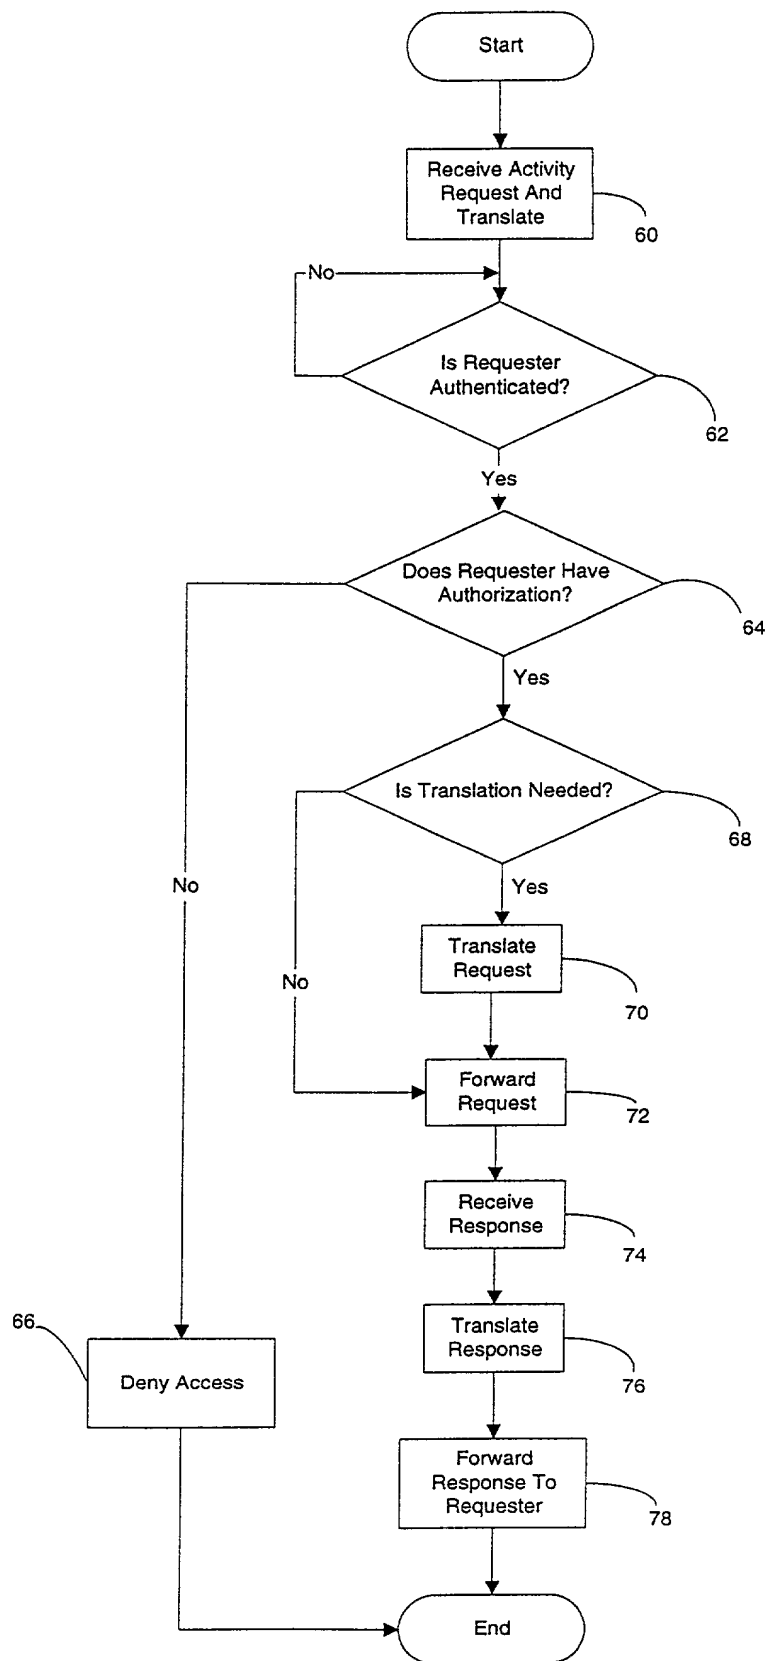 Start
Receive Activity
Request And
Translate
60
No
Is Requester
Authenticated?
62
Yes
Does Requester Have
Authorization?
64
Yes
Is Translation Needed?
68
No
Yes
Translate
Request
70
No
Forward
Request
72
Receive
Response
74
66
Translate
Response
76
Deny Access
Forward
Response To
Requester
78
End